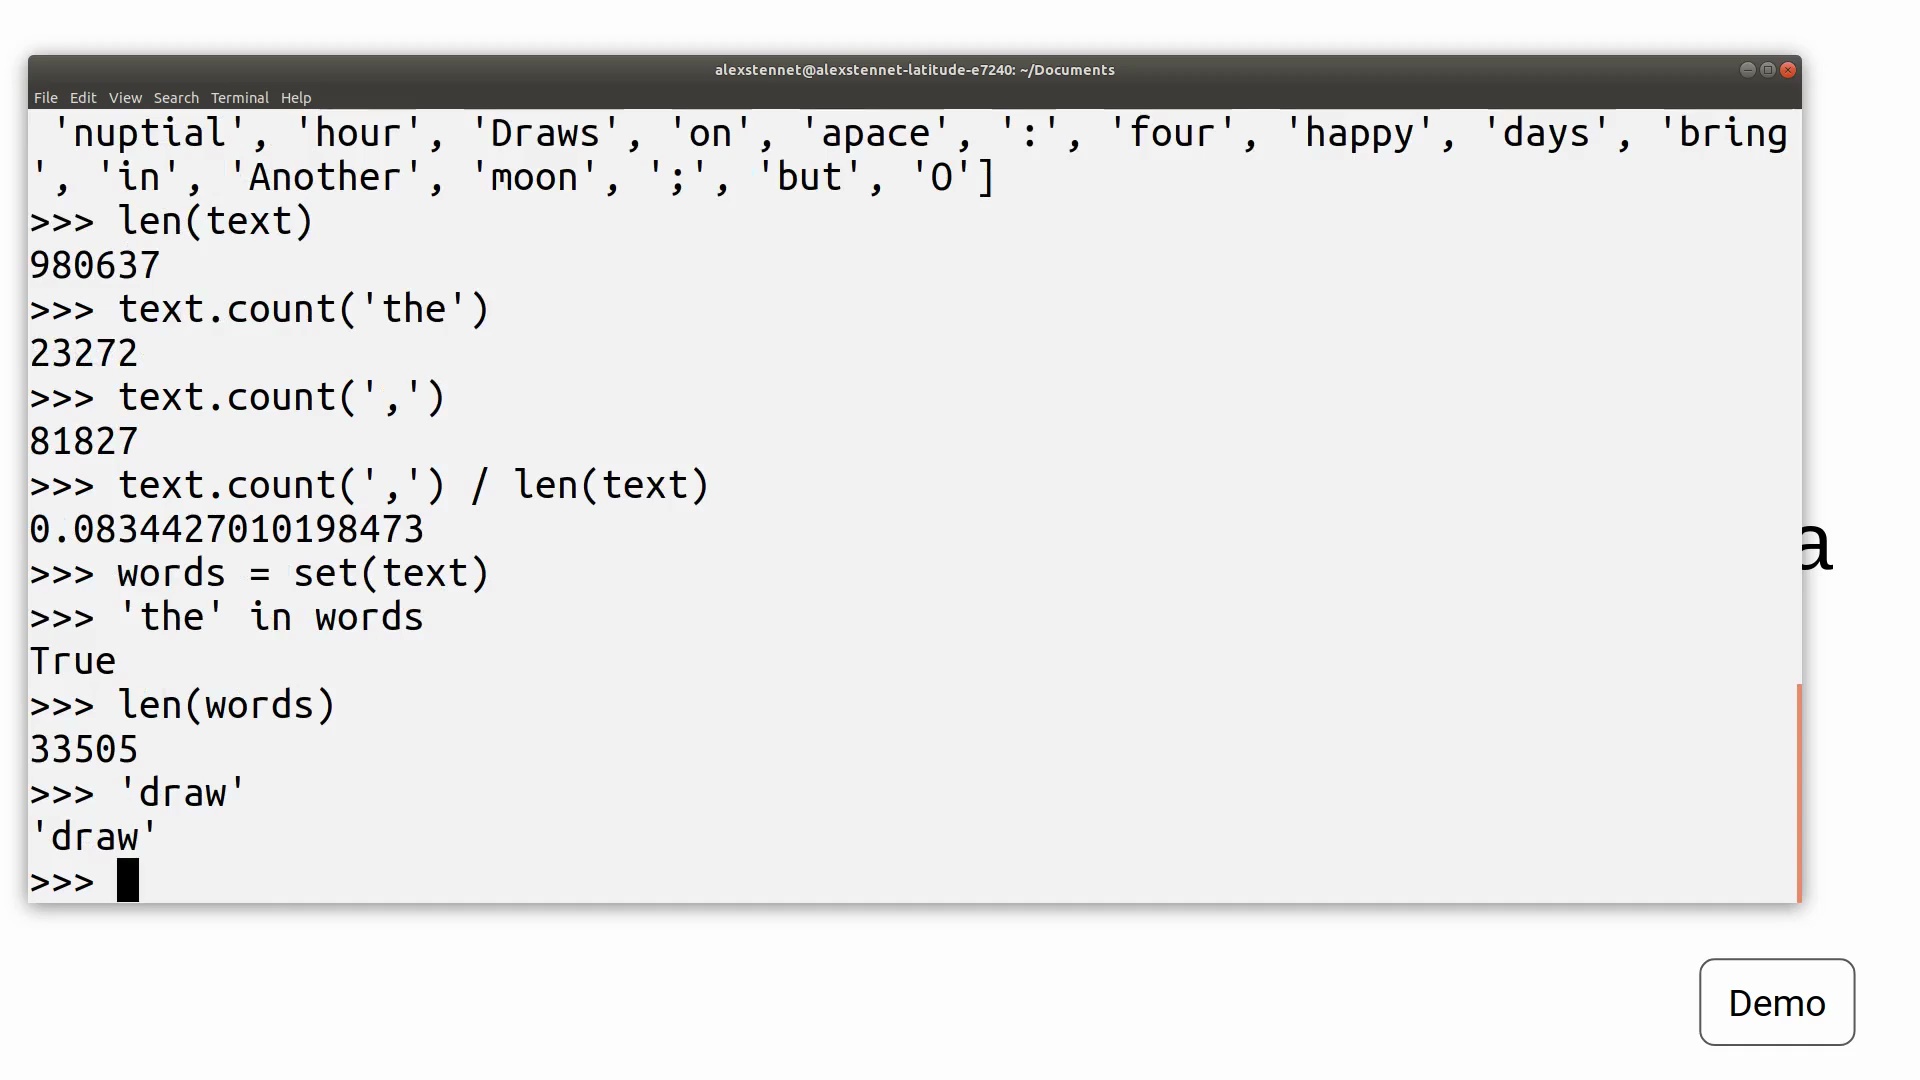 alexstennet@alexstennet-latitude-e7240: ~/Documents
File Edit View Search Terminal Help
'nuptial', 'hour', 'Draws', 'on', 'apace', ':', 'four', 'happy', 'days', 'bring
', 'in', 'Another', 'moon', ';', 'but', 'O']
>>> len(text)
980637
>>> text.count('the')
23272
>>> text.count(',')
81827
>>> text.count(',') / len(text)
0.0834427010198473
>>> words = set(text)
>>> 'the' in words
True
>>> len(words)
33505
>>> 'draw'
'draw'
>>>
a
Demo